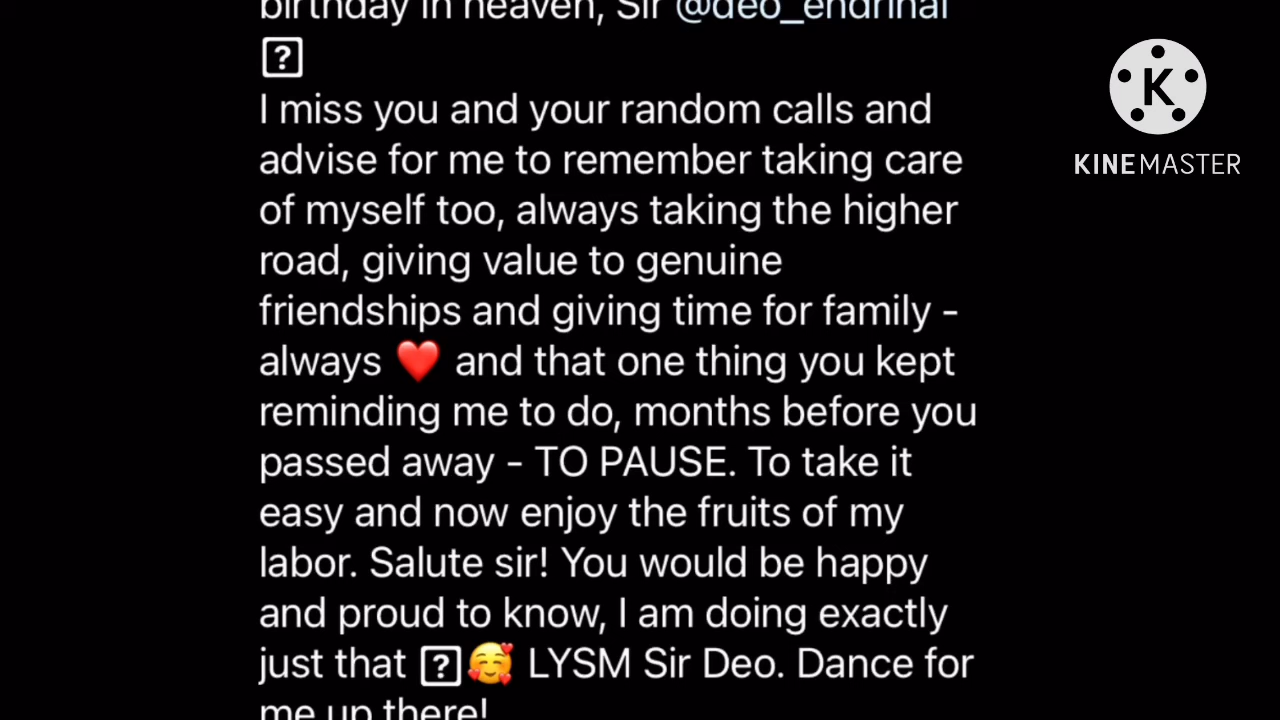 birthday in heaven, Sir @deo_endrinal
I miss you and your random calls and
advise for me to remember taking care
of myself too, always taking the higher
road, giving value to genuine
friendships and giving time for family -
always ❤️ and that one thing you kept
reminding me to do, months before you
passed away - TO PAUSE. To take it
easy and now enjoy the fruits of my
labor. Salute sir! You would be happy
and proud to know, I am doing exactly
just that 🥰 LYSM Sir Deo. Dance for
me up there!
K
KINEMASTER